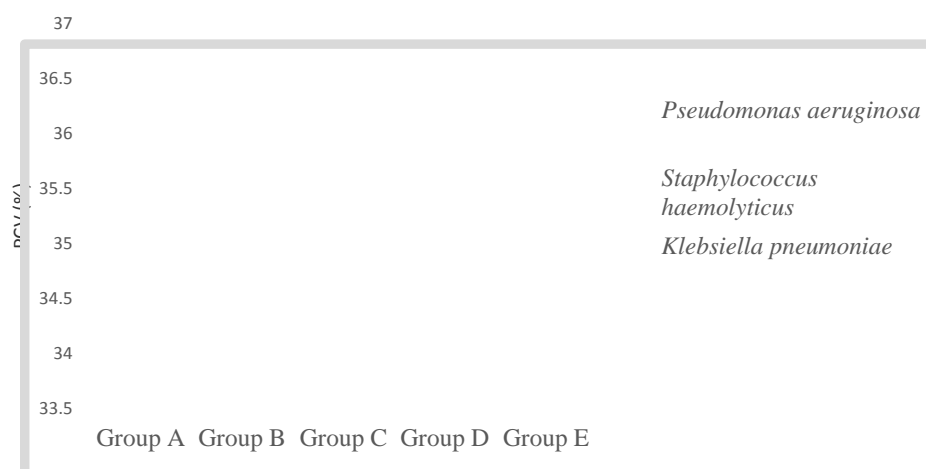 37
36.5
36
35.5
35
34.5
34
33.5
PCV (%)
Group A Group B Group C Group D Group E
Pseudomonas aeruginosa
Staphylococcus
haemolyticus
Klebsiella pneumoniae